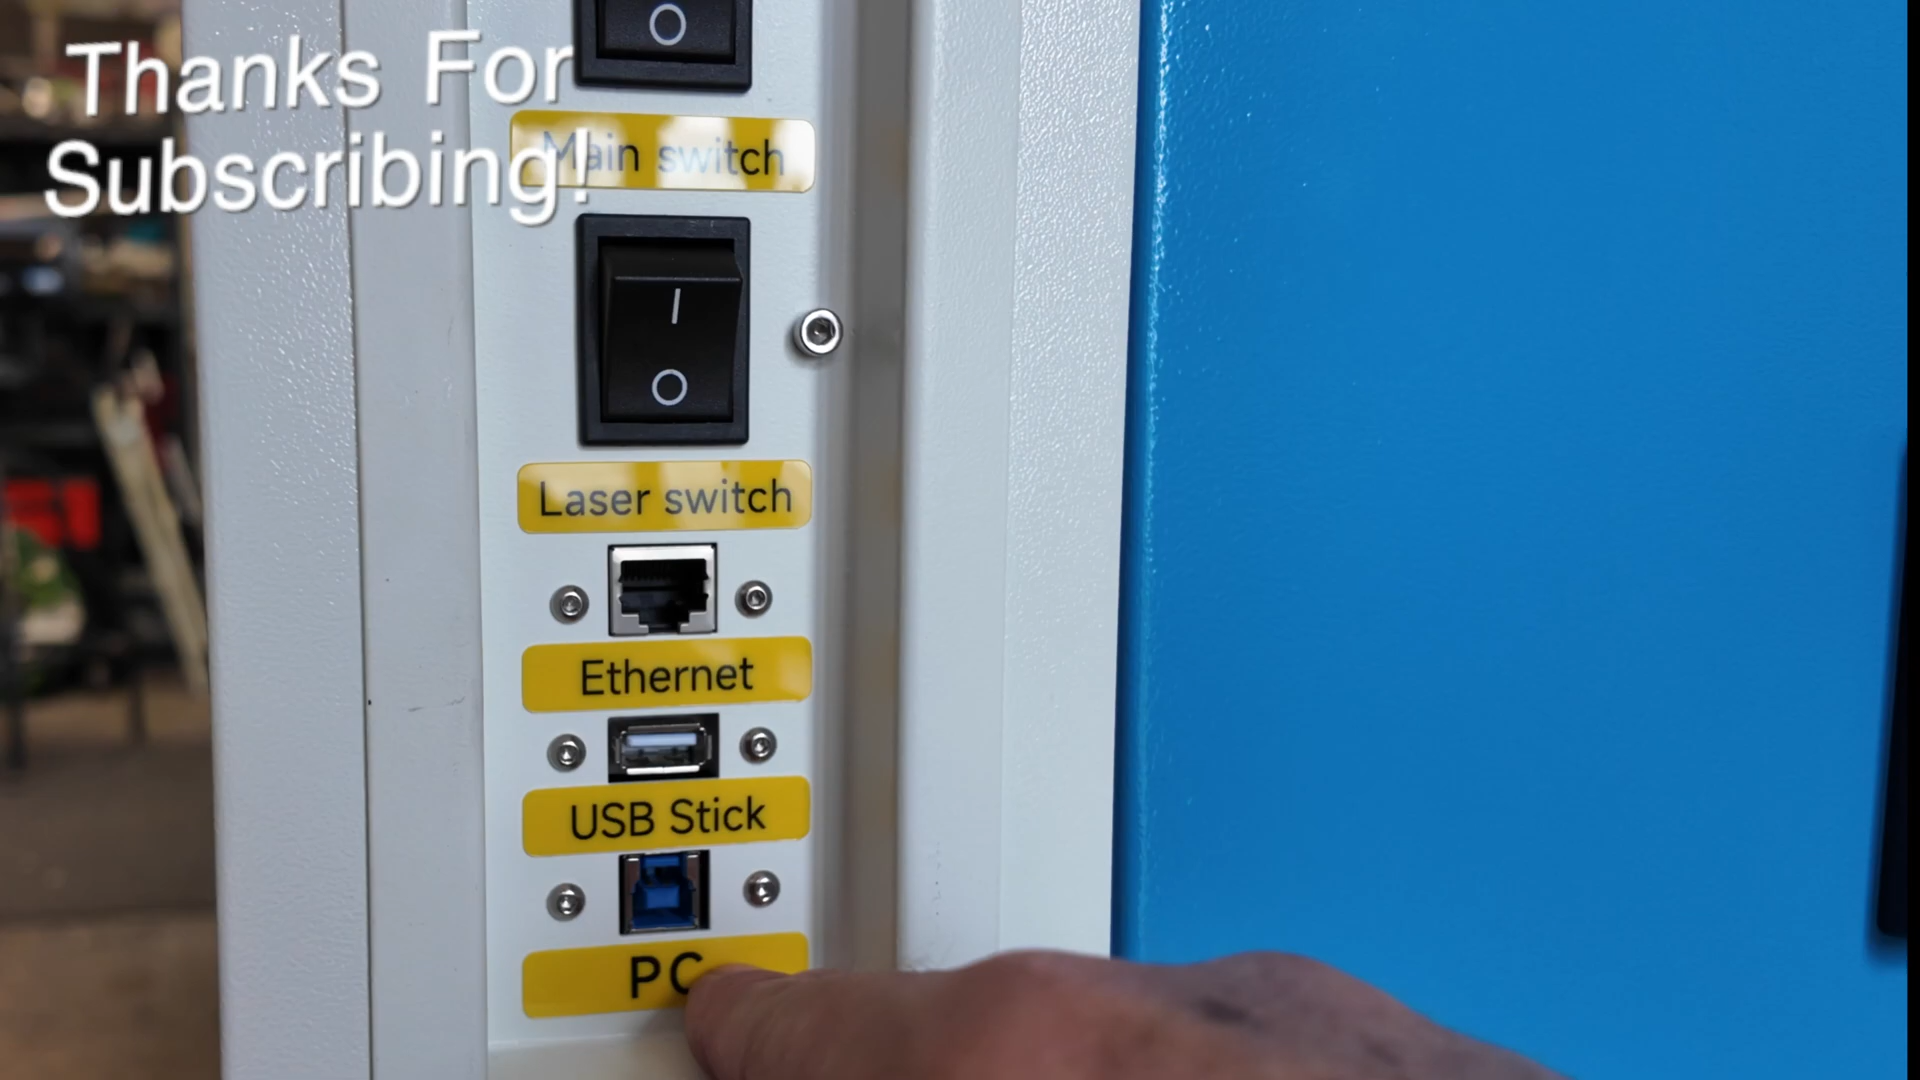 Thanks For
Subscribing!
Main switch
Laser switch
Ethernet
USB Stick
PC